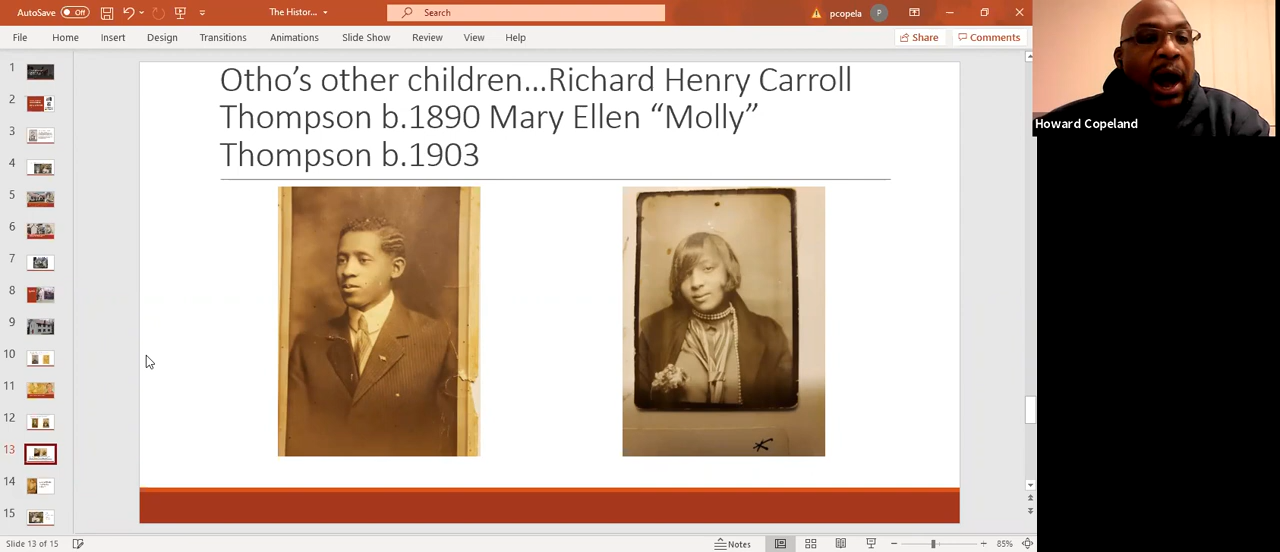 AutoSave Off The Histor... Search pcopela P
File Home Insert Design Transitions Animations Slide Show Review View Help Share Comments
Howard Copeland
Otho's other children...Richard Henry Carroll
Thompson b.1890 Mary Ellen “Molly”
Thompson b.1903
1
2
3
4
5
6
7
8
9
10
11
12
13
14
15
Slide 13 of 15 Notes 85%